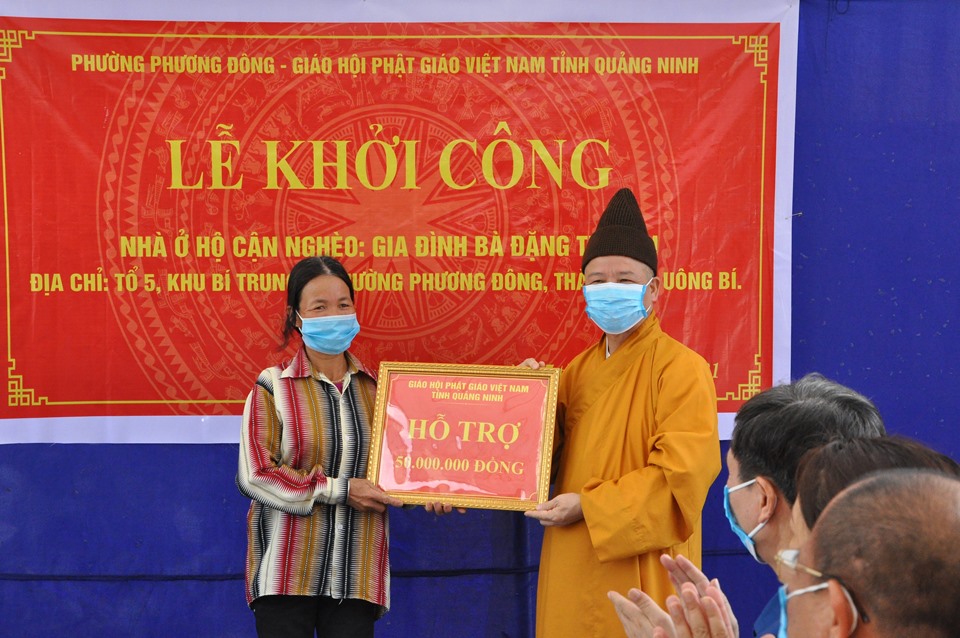 PHƯỜNG PHƯƠNG ĐÔNG - GIÁO HỘI PHẬT GIÁO VIỆT NAM TỈNH QUẢNG NINH
LỄ KHỞI CÔNG
NHÀ Ở HỘ CẬN NGHÈO: GIA ĐÌNH BÀ ĐẶNG
ĐỊA CHỈ: TỔ 5, KHU BÍ PHƯƠNG ĐÔNG, UÔNG BÍ.
GIÁO HỘI PHẬT GIÁO VIỆT NAM
TỈNH QUẢNG NINH
HỖ TRỢ
50.000.000 ĐỒNG